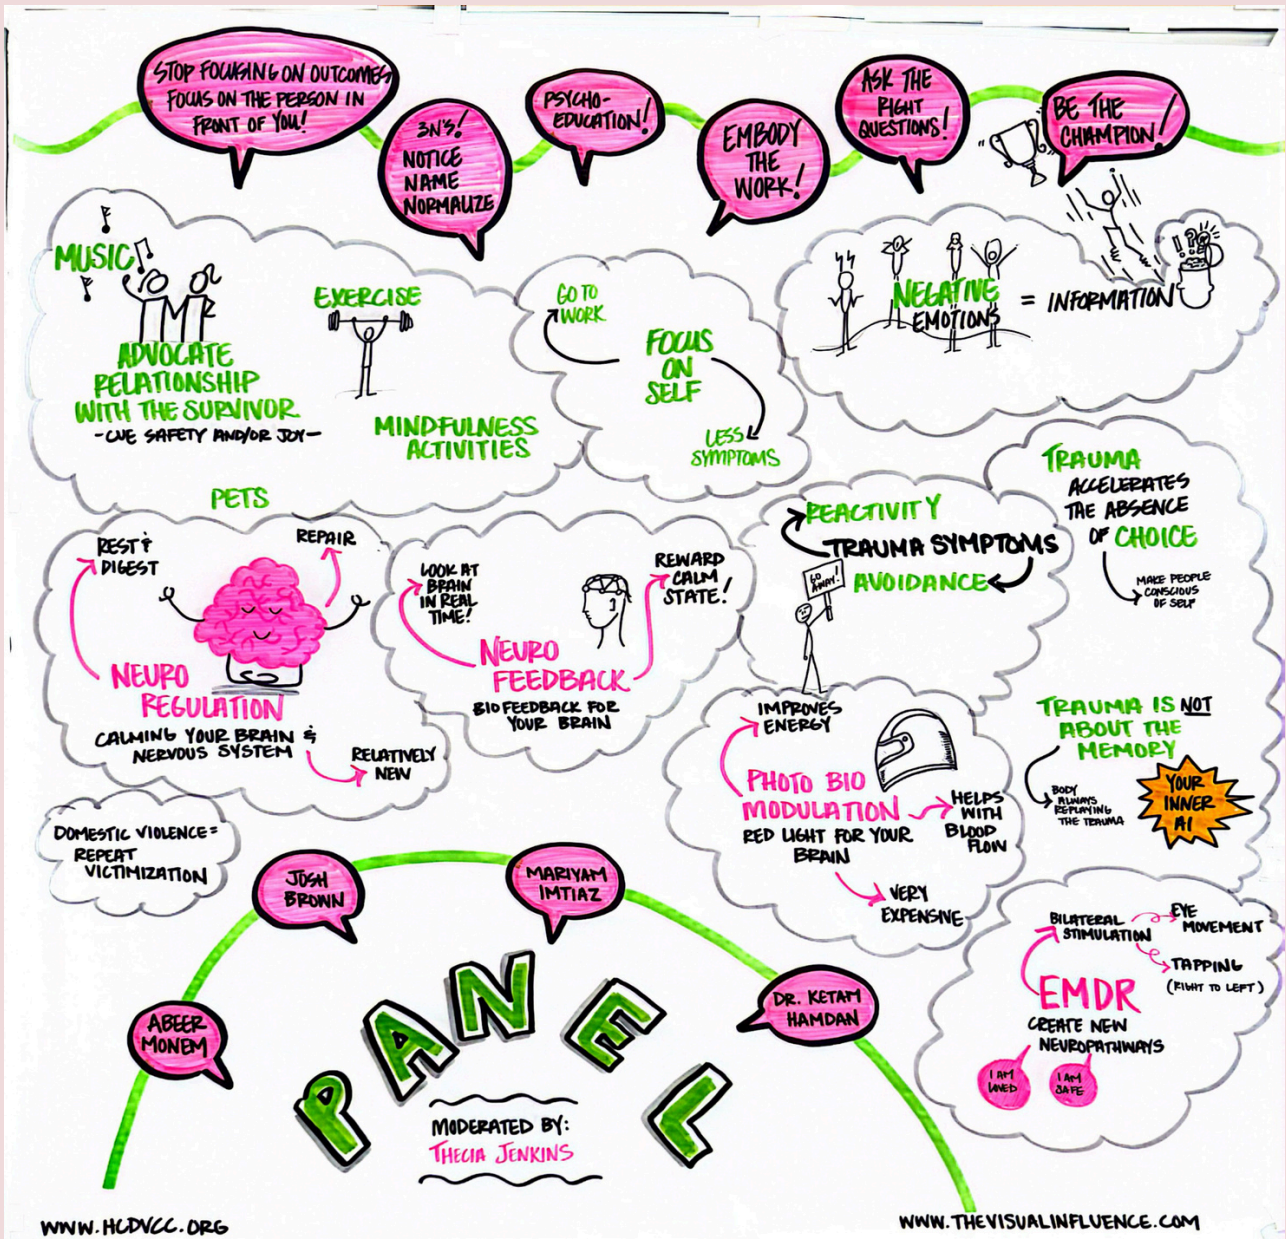 STOP FOCUSING ON OUTCOMES
FOCUS ON THE PERSON IN
FRONT OF YOU!
3N'S!
NOTICE
NAME
NORMALIZE
PSYCHO-
EDUCATION!
EMBODY
THE
WORK!
ASK THE
RIGHT
QUESTIONS!
BE THE
CHAMPION!
MUSIC
ADVOCATE
RELATIONSHIP
WITH THE SURVIVOR
-CUE SAFETY AND/OR JOY-
EXERCISE
MINDFULNESS
ACTIVITIES
PETS
GO TO
WORK
FOCUS
ON
SELF
LESS
SYMPTOMS
NEGATIVE
EMOTIONS
= INFORMATION
!?
REACTIVITY
TRAUMA SYMPTOMS
AVOIDANCE
GO
AWAY!
TRAUMA
ACCELERATES
THE ABSENCE
OF CHOICE
MAKE PEOPLE
CONSCIOUS
OF SELF
TRAUMA IS NOT
ABOUT THE
MEMORY
BODY
ALWAYS
REPLAYING
THE TRAUMA
YOUR
INNER
AI
REST &
DIGEST
REPAIR
NEURO
REGULATION
CALMING YOUR BRAIN &
NERVOUS SYSTEM
RELATIVELY
NEW
LOOK AT
BRAIN
IN REAL
TIME!
REWARD
CALM
STATE!
NEURO
FEEDBACK
BIOFEEDBACK FOR
YOUR BRAIN
IMPROVES
ENERGY
PHOTO BIO
MODULATION
RED LIGHT FOR YOUR
BRAIN
HELPS
WITH
BLOOD
FLOW
VERY
EXPENSIVE
DOMESTIC VIOLENCE=
REPEAT
VICTIMIZATION
BILATERAL
STIMULATION
EYE
MOVEMENT
TAPPING
(RIGHT TO LEFT)
EMDR
CREATE NEW
NEUROPATHWAYS
I AM
LOVED
I AM
SAFE
ABEER
MONEM
JOSH
BROWN
MARIYAM
IMTIAZ
DR. KETAM
HAMDAN
PANEL
MODERATED BY:
THECIA JENKINS
WWW.HCDVCC.ORG
WWW.THEVISUALINFLUENCE.COM